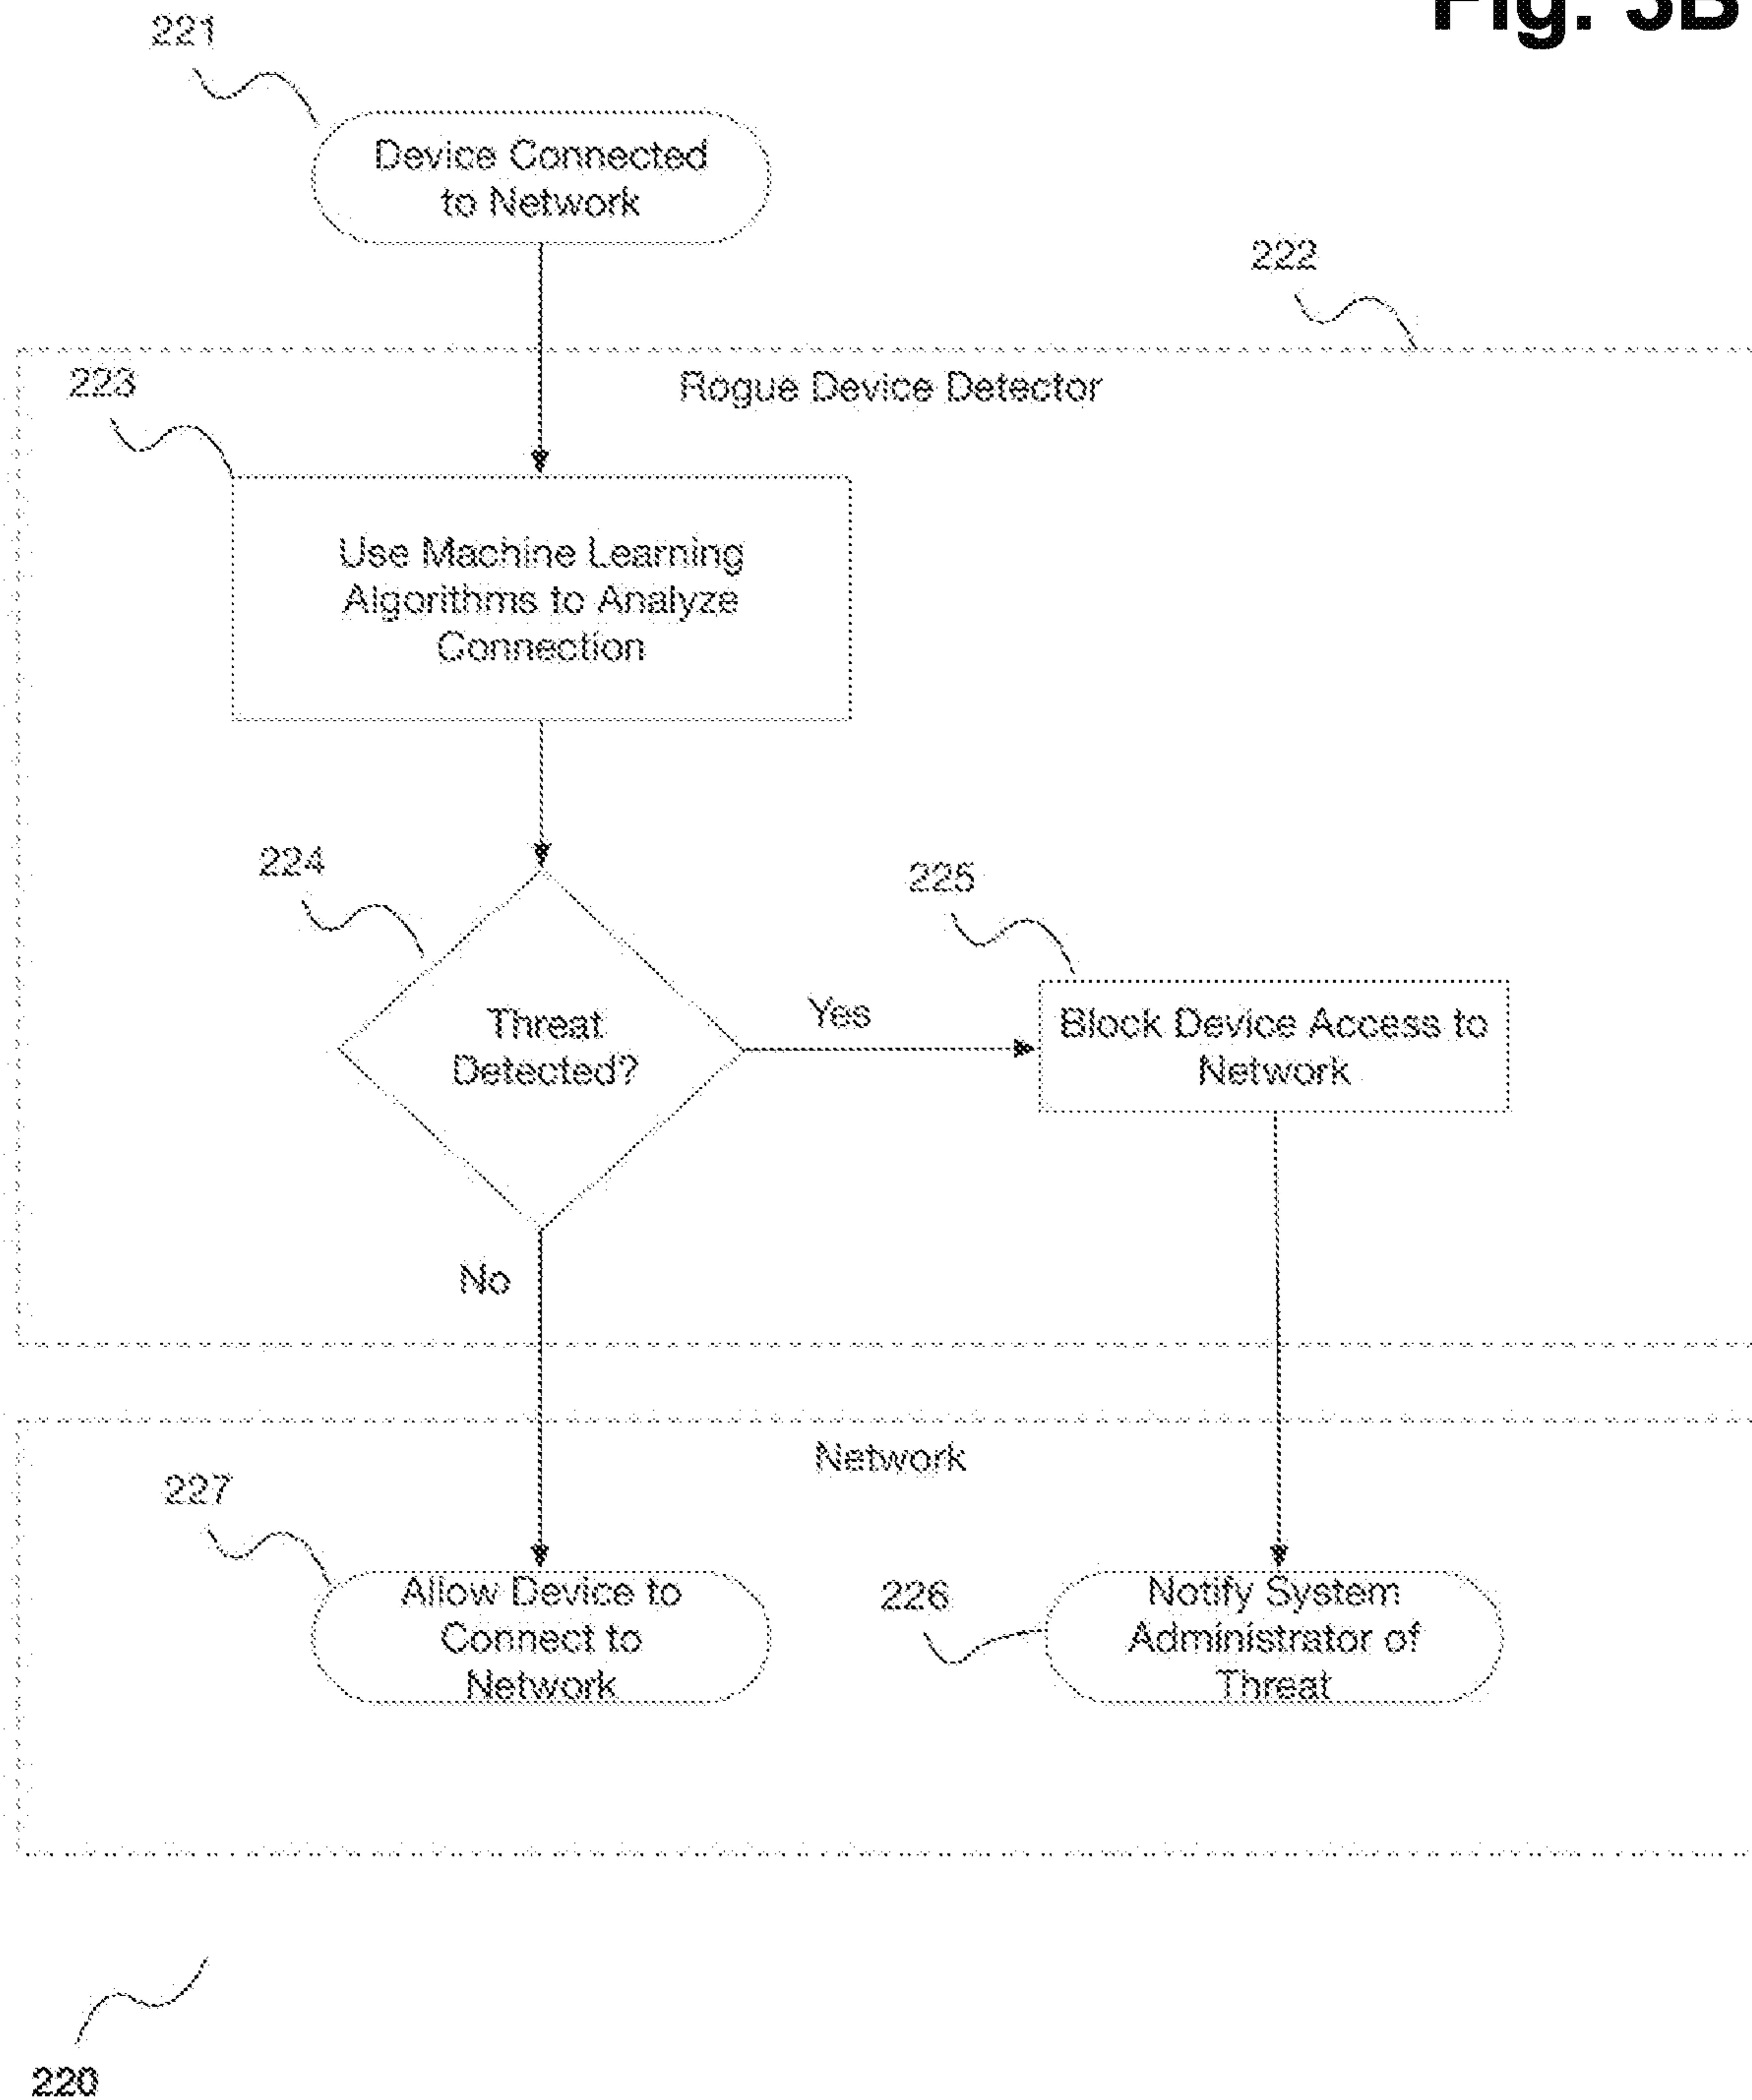 Fig. 3B
221
Device Connected
to Network
222
223
Rogue Device Detector
Use Machine Learning
Algorithms to Analyze
Connection
224
225
Threat
Detected?
Yes
Block Device Access to
Network
No
Network
227
Allow Device to
Connect to
Network
226
Notify System
Administrator of
Threat
220